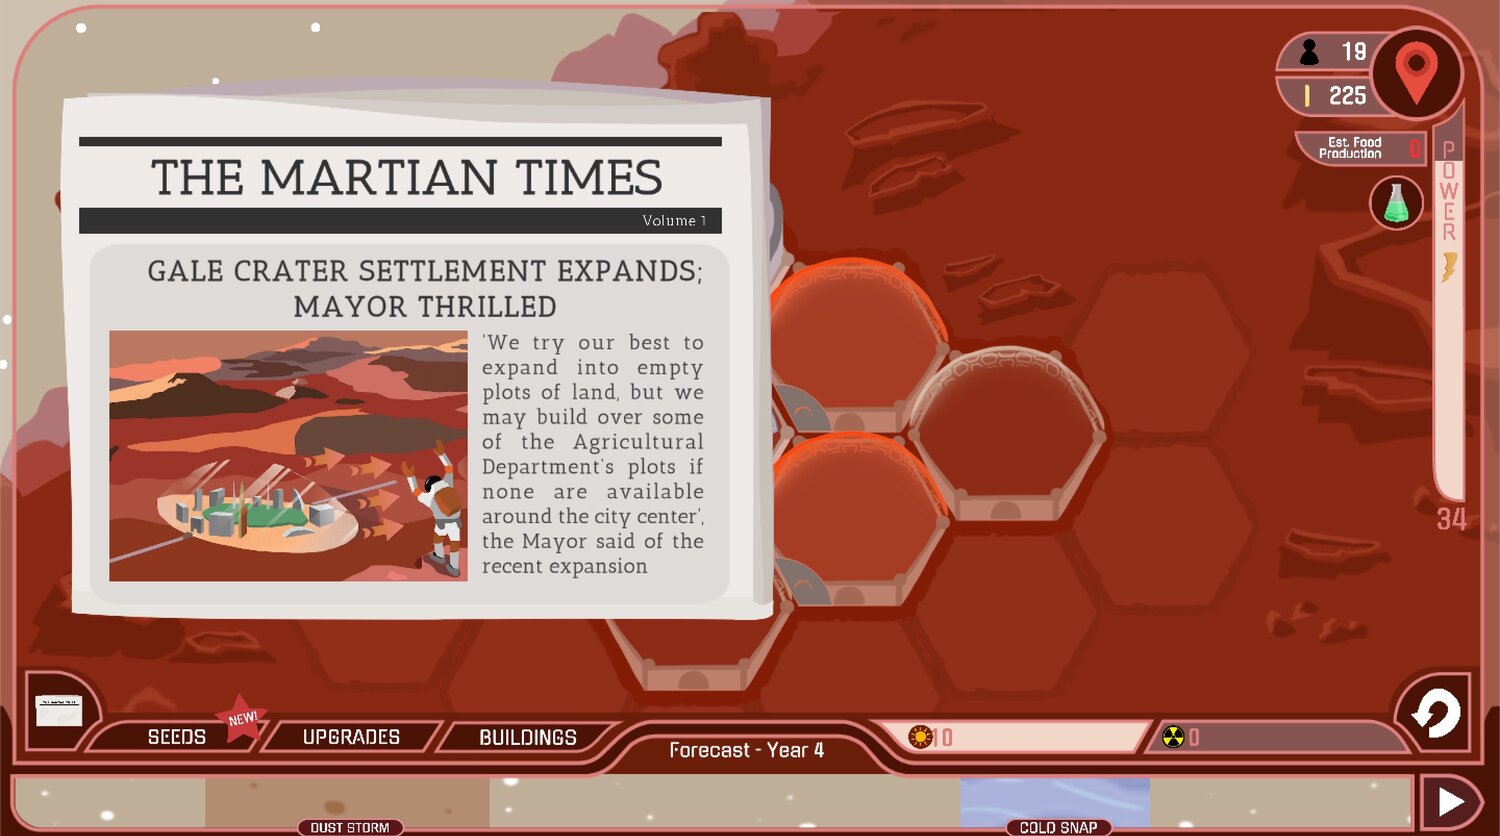 THE MARTIAN TIMES
Volume 1
GALE CRATER SETTLEMENT EXPANDS;
MAYOR THRILLED
'We try our best to
expand into empty
plots of land, but we
may build over some
of the Agricultural
Department's plots if
none are available
around the city center',
the Mayor said of the
recent expansion
19
225
Est. Food
Production 0
POWER
34
SEEDS
NEW!
UPGRADES
BUILDINGS
Forecast - Year 4
10
0
DUST STORM
COLD SNAP